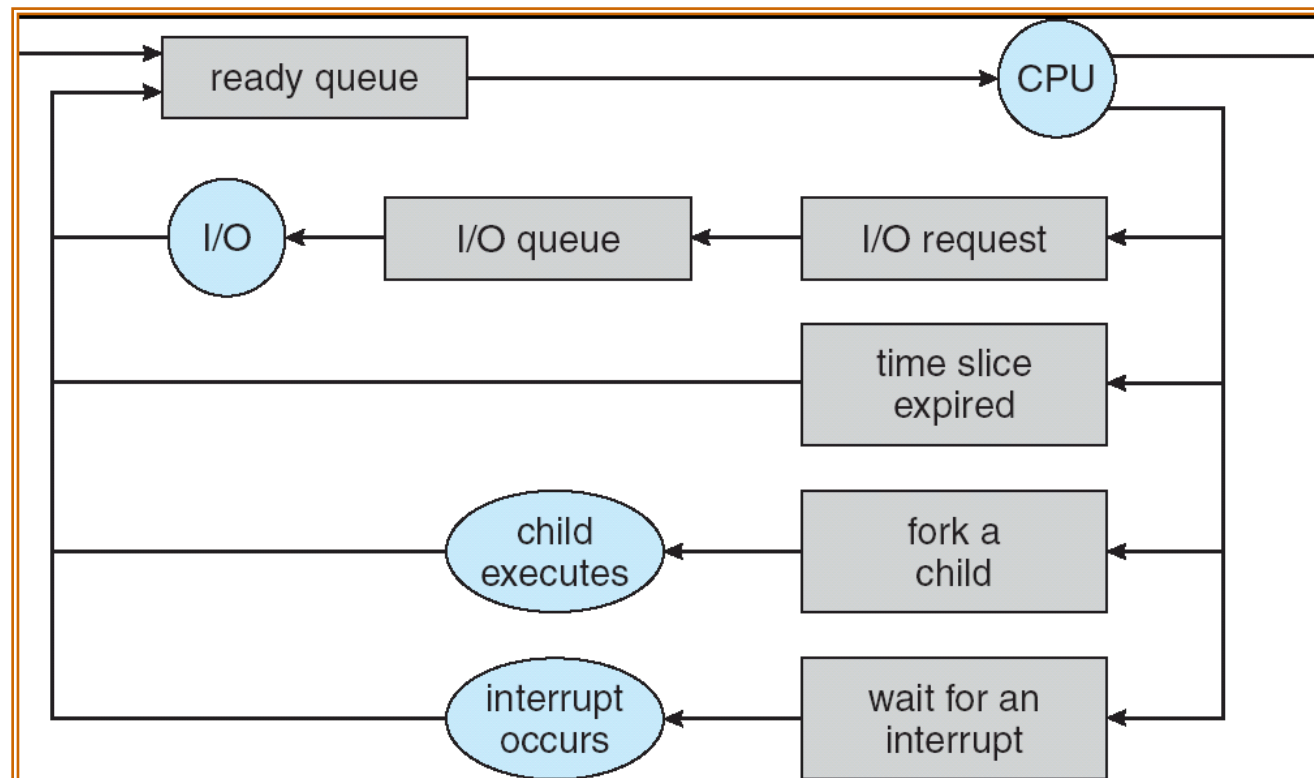 ready queue
CPU
I/O
I/O queue
I/O request
time slice
expired
child
executes
fork a
child
interrupt
occurs
wait for an
interrupt